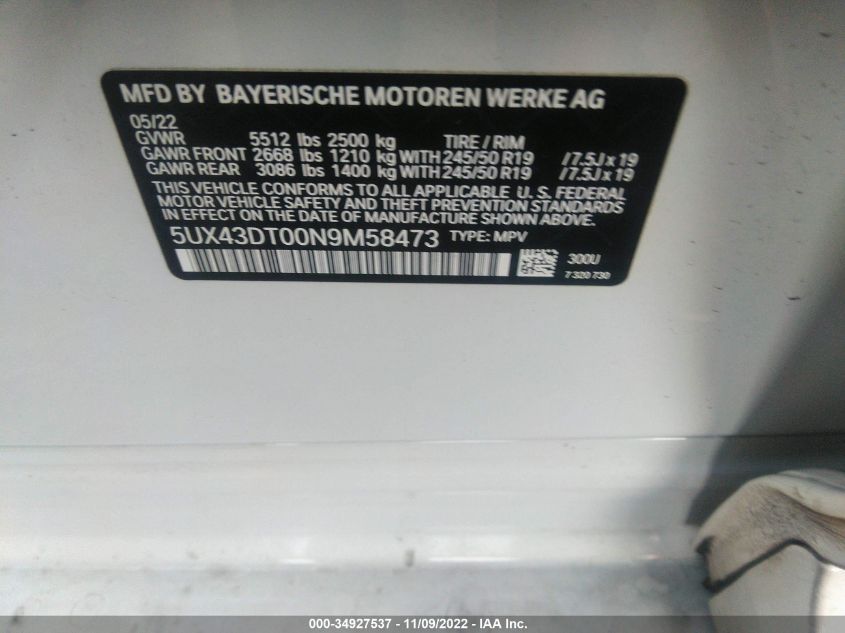 MFD BY BAYERISCHE MOTOREN WERKE AG
05/22
GVWR 5512 lbs 2500 kg TIRE / RIM
GAWR FRONT 2668 lbs 1210 kg WITH 245/50 R19 / 7.5J x 19
GAWR REAR 3086 lbs 1400 kg WITH 245/50 R19 / 7.5J x 19
THIS VEHICLE CONFORMS TO ALL APPLICABLE U. S. FEDERAL
MOTOR VEHICLE SAFETY AND THEFT PREVENTION STANDARDS
IN EFFECT ON THE DATE OF MANUFACTURE SHOWN ABOVE.
5UX43DT00N9M58473 TYPE: MPV
300U
7 320 730
000-34927537 - 11/09/2022 - IAA Inc.